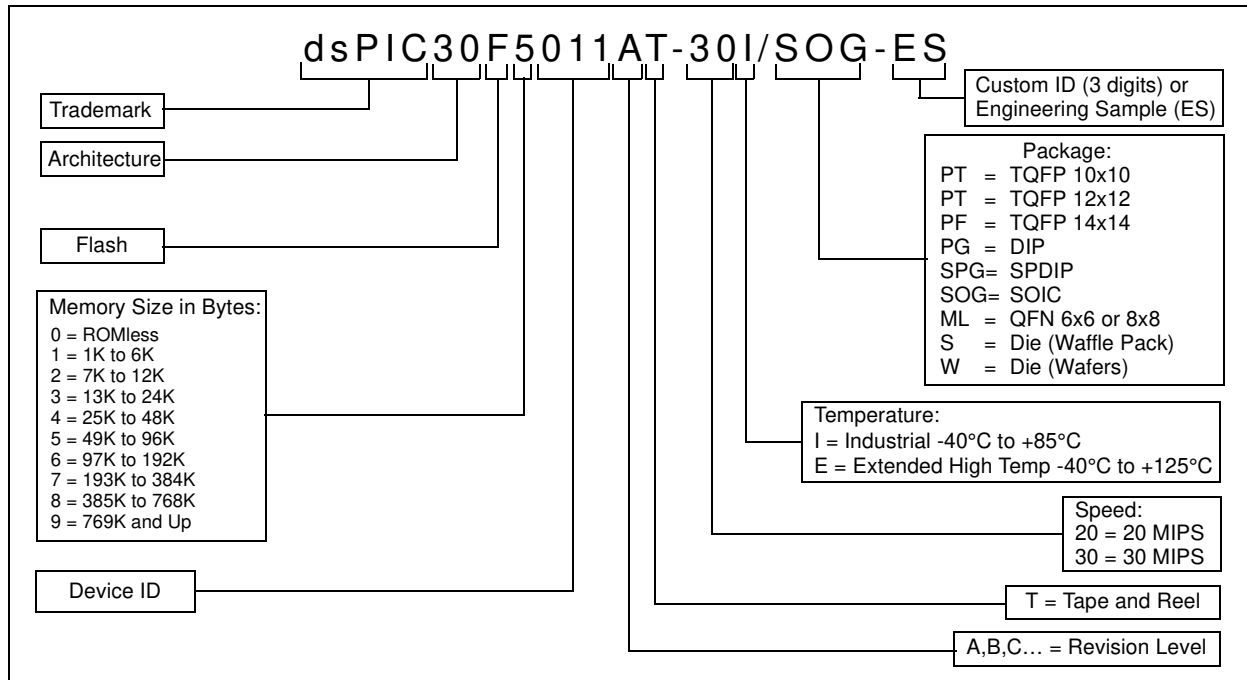 dsPIC30F5011AT-30I/SOG-ES
Trademark
Architecture
Flash
Memory Size in Bytes:
0 = ROMless
1 = 1K to 6K
2 = 7K to 12K
3 = 13K to 24K
4 = 25K to 48K
5 = 49K to 96K
6 = 97K to 192K
7 = 193K to 384K
8 = 385K to 768K
9 = 769K and Up
Device ID
Custom ID (3 digits) or
Engineering Sample (ES)
Package:
PT = TQFP 10x10
PT = TQFP 12x12
PF = TQFP 14x14
PG = DIP
SPG= SPDIP
SOG= SOIC
ML = QFN 6x6 or 8x8
S = Die (Waffle Pack)
W = Die (Wafers)
Temperature:
I = Industrial -40°C to +85°C
E = Extended High Temp -40°C to +125°C
Speed:
20 = 20 MIPS
30 = 30 MIPS
T = Tape and Reel
A,B,C… = Revision Level